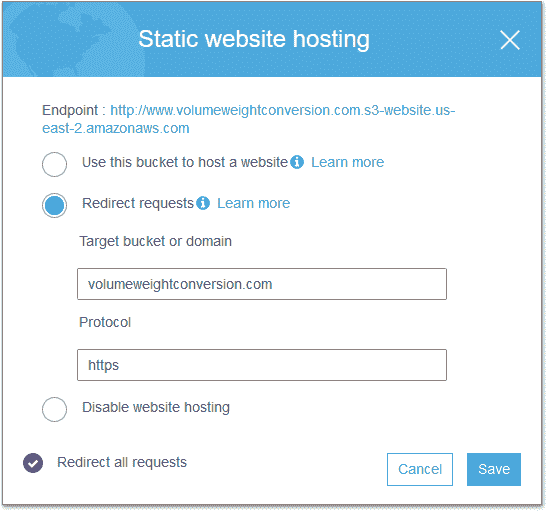 Static website hosting
Endpoint : http://www.volumeweightconversion.com.s3-website.us-
east-2.amazonaws.com
Use this bucket to host a website Learn more
Redirect requests Learn more
Target bucket or domain
volumeweightconversion.com
Protocol
https
Disable website hosting
Redirect all requests
Cancel Save